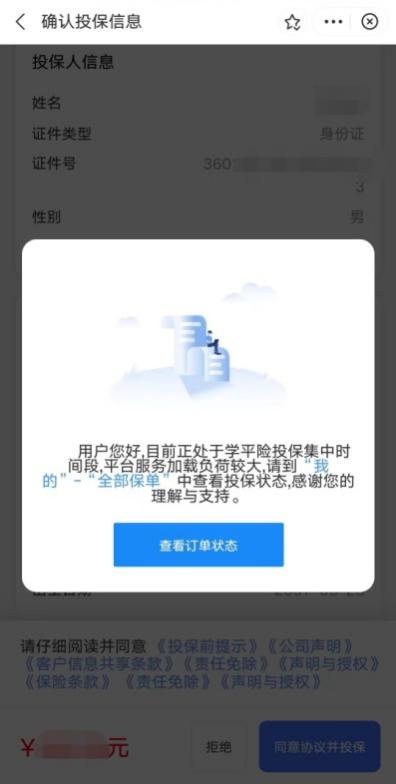 确认投保信息
投保人信息
姓名
证件类型 身份证
证件号 360
3
性别 男
用户您好,目前正处于学平险投保集中时
间段,平台服务加载负荷较大,请到“我
的”-“全部保单”中查看投保状态,感谢您的
理解与支持。
查看订单状态
请仔细阅读并同意 《投保前提示》《公司声明》
《客户信息共享条款》《责任免除》《声明与授权》
《保险条款》 《责任免除》《声明与授权》
¥ 元 拒绝 同意协议并投保